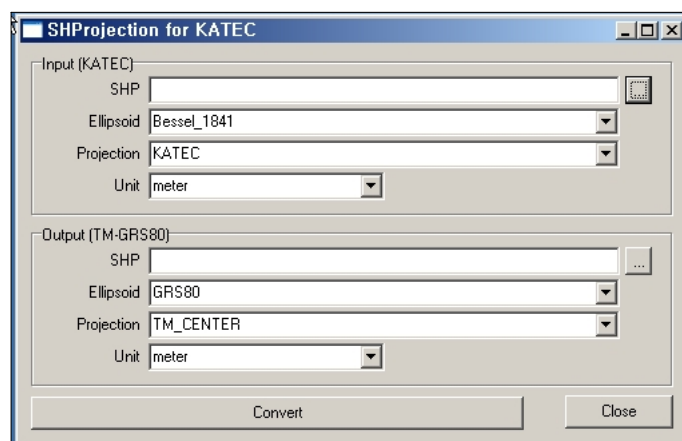 SHProjection for KATEC
Input (KATEC)
SHP
Ellipsoid Bessel_1841
Projection KATEC
Unit meter
Output (TM-GRS80)
SHP ...
Ellipsoid GRS80
Projection TM_CENTER
Unit meter
Convert Close